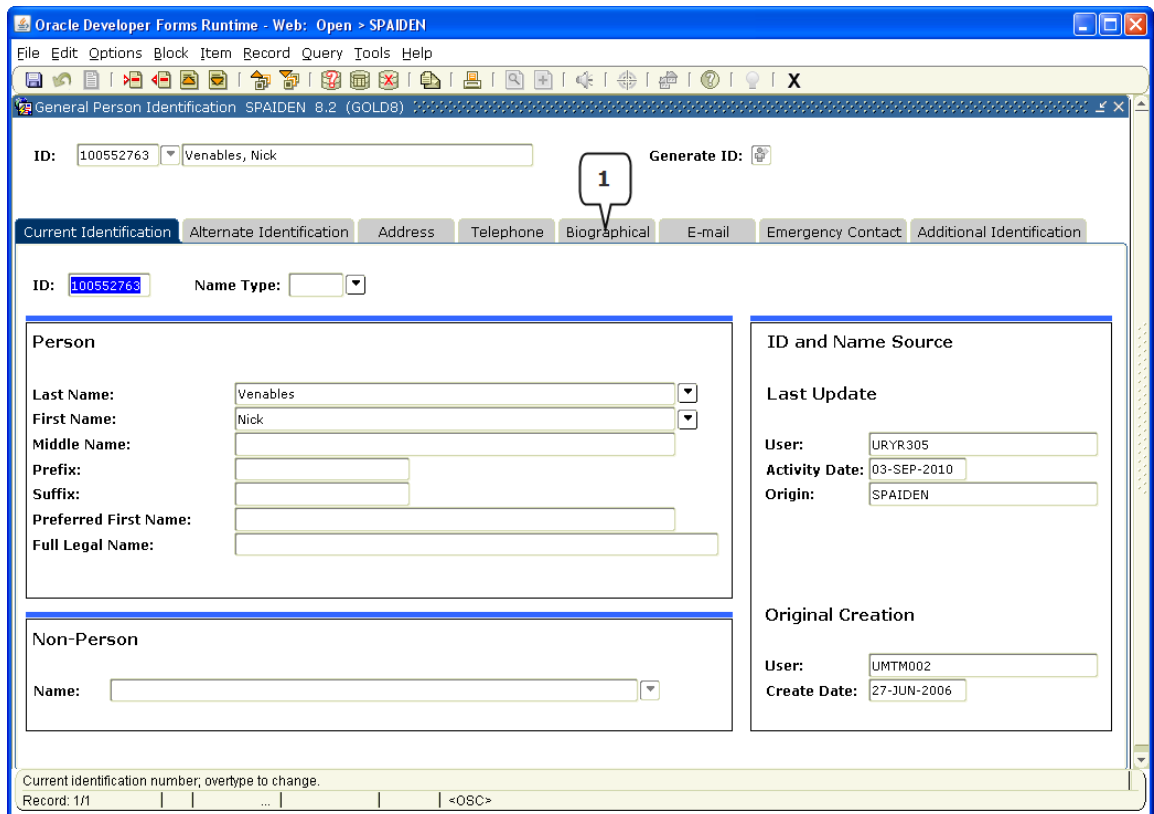 Oracle Developer Forms Runtime - Web: Open > SPAIDEN
File Edit Options Block Item Record Query Tools Help
X
General Person Identification SPAIDEN 8.2 (GOLD8)
ID: 100552763 Venables, Nick Generate ID:
1
Current Identification Alternate Identification Address Telephone Biographical E-mail Emergency Contact Additional Identification
ID: 100552763 Name Type:
Person
Last Name: Venables
First Name: Nick
Middle Name:
Prefix:
Suffix:
Preferred First Name:
Full Legal Name:
Non-Person
Name:
ID and Name Source
Last Update
User: URYR305
Activity Date: 03-SEP-2010
Origin: SPAIDEN
Original Creation
User: UMTM002
Create Date: 27-JUN-2006
Current identification number; overtype to change.
Record: 1/1 ... <OSC>